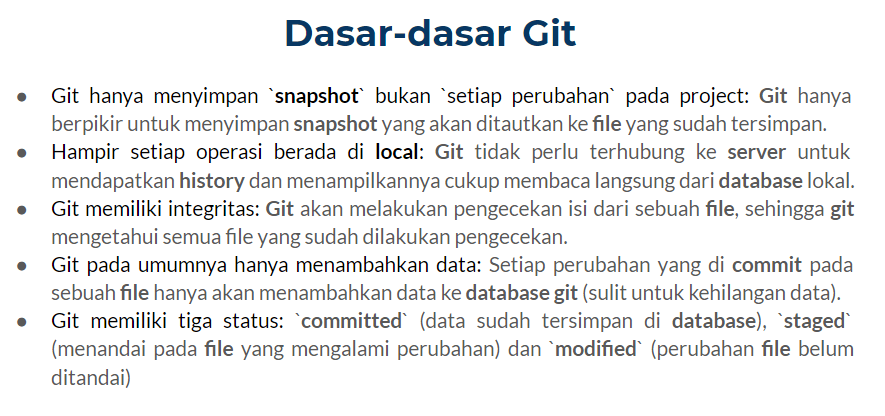 Dasar-dasar Git
● Git hanya menyimpan `snapshot` bukan `setiap perubahan` pada project: Git hanya
berpikir untuk menyimpan snapshot yang akan ditautkan ke file yang sudah tersimpan.
● Hampir setiap operasi berada di local: Git tidak perlu terhubung ke server untuk
mendapatkan history dan menampilkannya cukup membaca langsung dari database lokal.
● Git memiliki integritas: Git akan melakukan pengecekan isi dari sebuah file, sehingga git
mengetahui semua file yang sudah dilakukan pengecekan.
● Git pada umumnya hanya menambahkan data: Setiap perubahan yang di commit pada
sebuah file hanya akan menambahkan data ke database git (sulit untuk kehilangan data).
● Git memiliki tiga status: `committed` (data sudah tersimpan di database), `staged`
(menandai pada file yang mengalami perubahan) dan `modified` (perubahan file belum
ditandai)